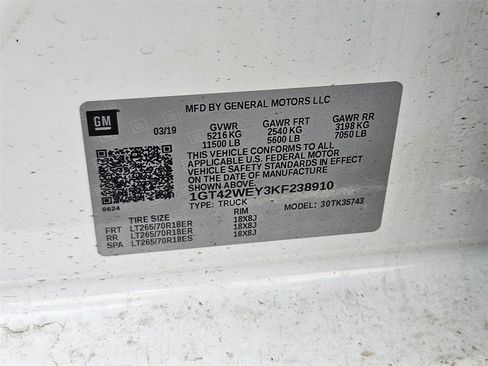 MFD BY GENERAL MOTORS LLC
GM
03/19 GVWR GAWR FRT GAWR RR
5216 KG 2540 KG 3198 KG
11500 LB 5600 LB 7050 LB
THIS VEHICLE CONFORMS TO ALL
APPLICABLE U.S. FEDERAL MOTOR
VEHICLE SAFETY STANDARDS IN EFFECT
ON THE DATE OF MANUFACTURE
SHOWN ABOVE.
1GT42WEY3KF238910
TYPE: TRUCK MODEL: 30TK35743
8624
TIRE SIZE RIM
FRT LT265/70R18ER 18X8J
RR LT265/70R18ER 18X8J
SPA LT265/70R18ES 18X8J